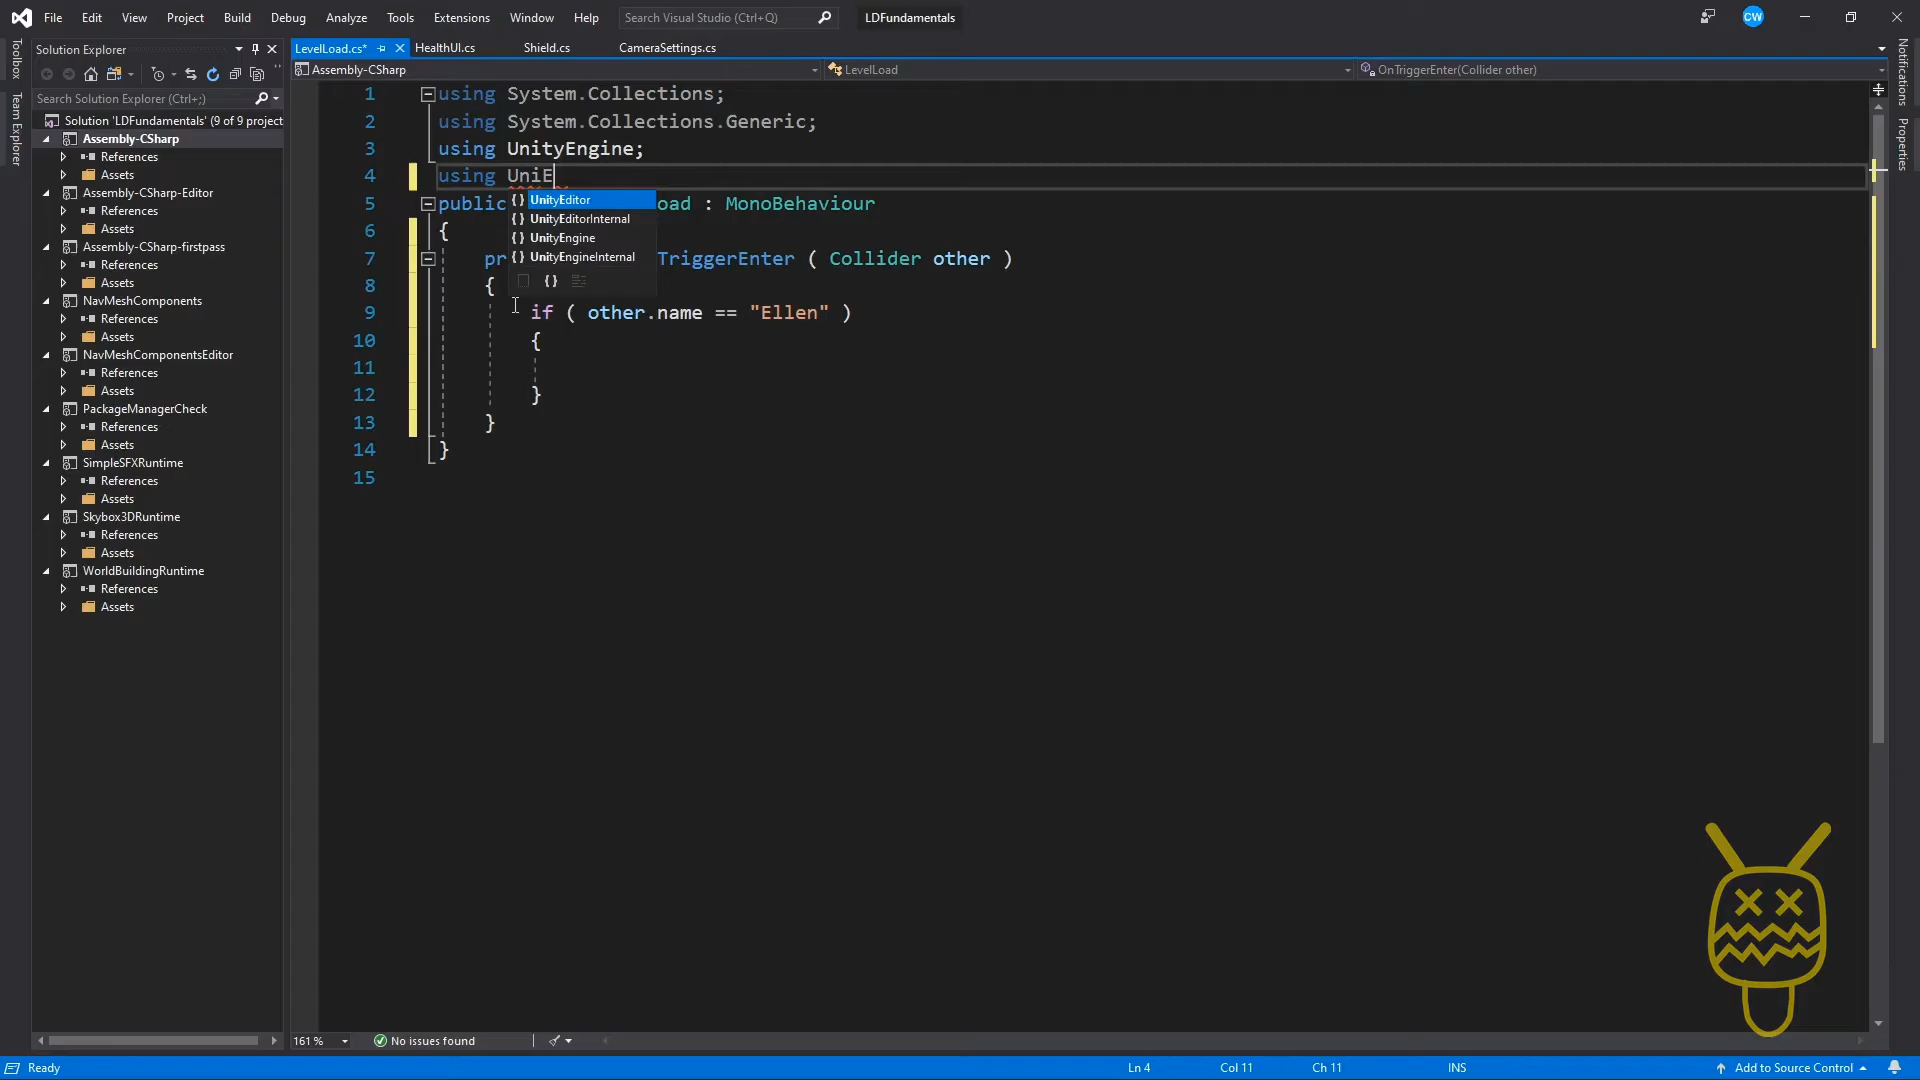 File Edit View Project Build Debug Analyze Tools Extensions Window Help Search Visual Studio (Ctrl+Q) LDFundamentals CW
Toolbox
Team Explorer
Solution Explorer
Search Solution Explorer (Ctrl+;)
Solution 'LDFundamentals' (9 of 9 project
Assembly-CSharp
References
Assets
Assembly-CSharp-Editor
References
Assets
Assembly-CSharp-firstpass
References
Assets
NavMeshComponents
References
Assets
NavMeshComponentsEditor
References
Assets
PackageManagerCheck
References
Assets
SimpleSFXRuntime
References
Assets
Skybox3DRuntime
References
Assets
WorldBuildingRuntime
References
Assets
LevelLoad.cs* HealthUI.cs Shield.cs CameraSettings.cs
Assembly-CSharp LevelLoad OnTriggerEnter(Collider other)
1 using System.Collections;
2 using System.Collections.Generic;
3 using UnityEngine;
4 using UniE
5 public oad : MonoBehaviour
6 {
7 pr TriggerEnter ( Collider other )
8 {
9 if ( other.name == "Ellen" )
10 {
11
12 }
13 }
14 }
15
{} UnityEditor
{} UnityEditorInternal
{} UnityEngine
{} UnityEngineInternal
{}
Notifications
Properties
161 % No issues found
Ready Ln 4 Col 11 Ch 11 INS Add to Source Control